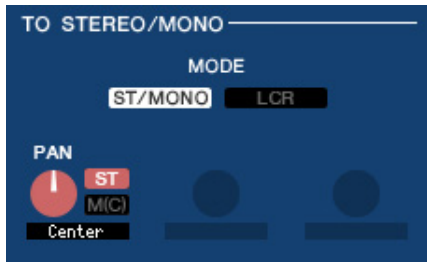 TO STEREO/MONO
MODE
ST/MONO LCR
PAN
ST
M(C)
Center